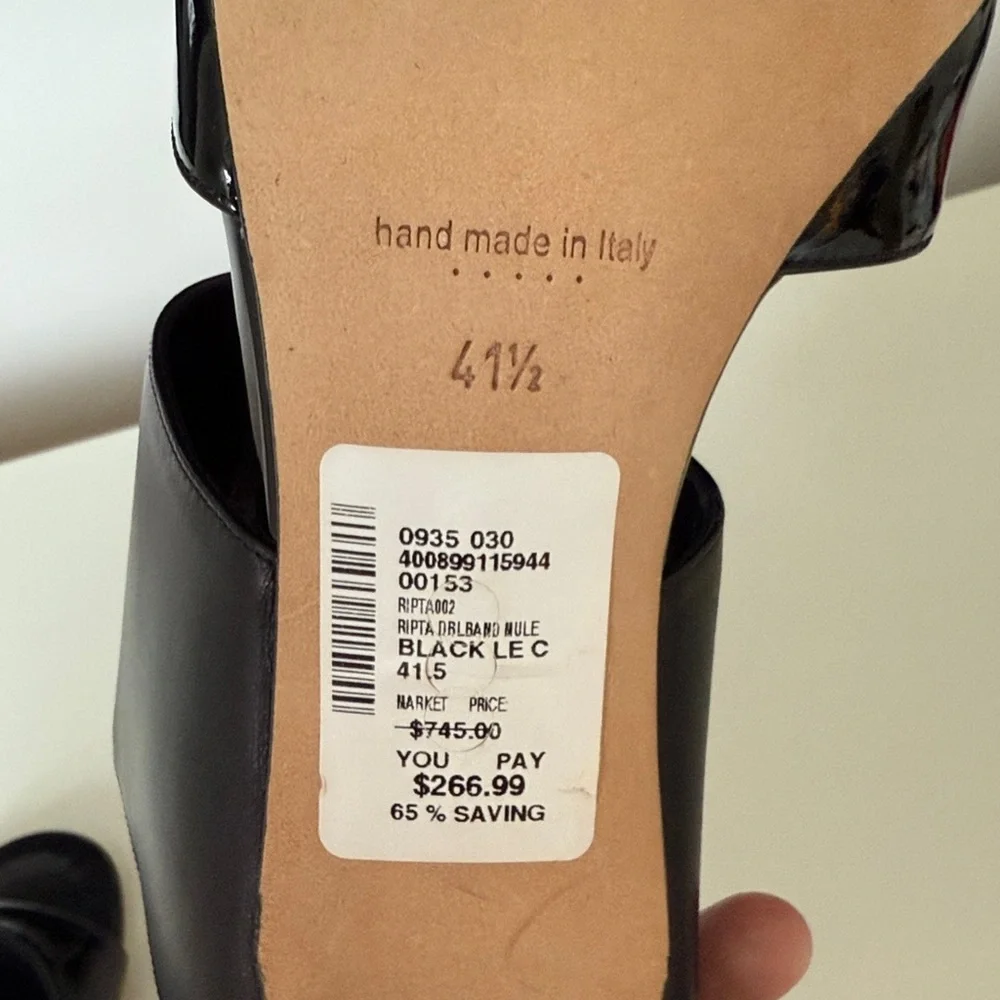 hand made in Italy
41½
0935 030
400899115944
00153
RIPTA002
RIPTA DBLBAND MULE
BLACK LE C
41.5
MARKET PRICE
$745.00
YOU PAY
$266.99
65 % SAVING